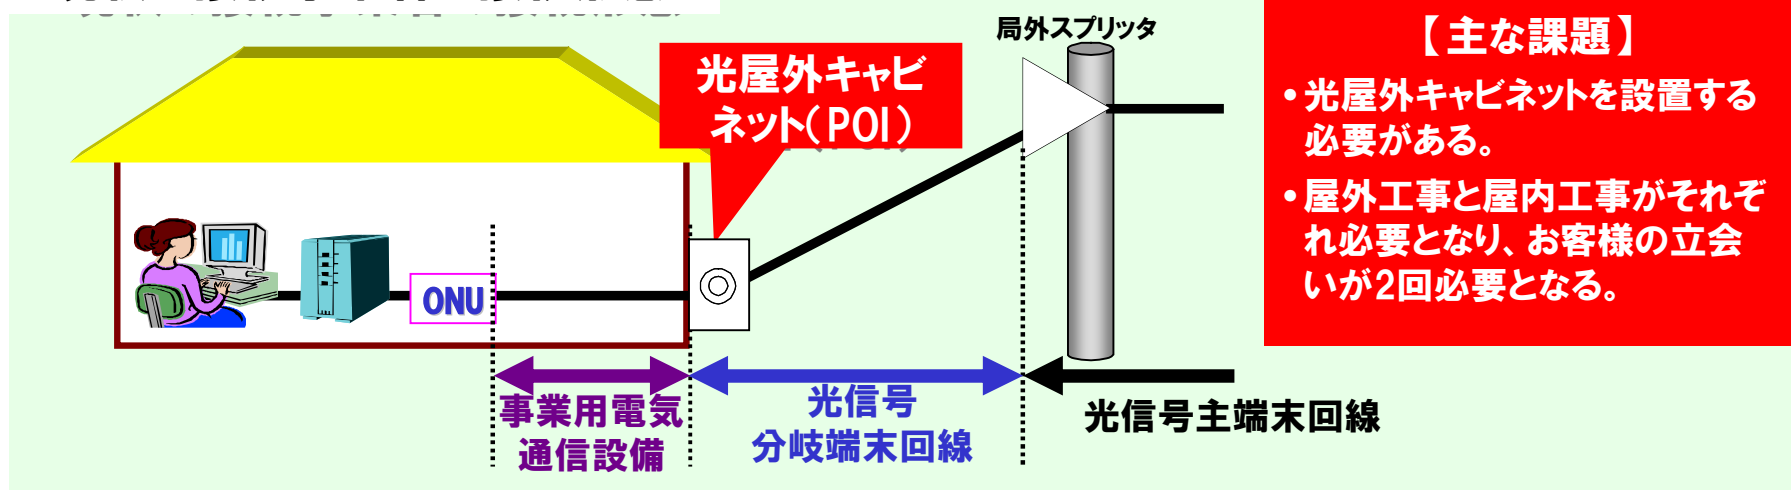 局外スプリッタ
光屋外キャビ
ネット(POI)
【主な課題】
•光屋外キャビネットを設置する
必要がある。
•屋外工事と屋内工事がそれぞ
れ必要となり、お客様の立会
いが2回必要となる。
ONU
事業用電気
通信設備
光信号
分岐端末回線
光信号主端末回線